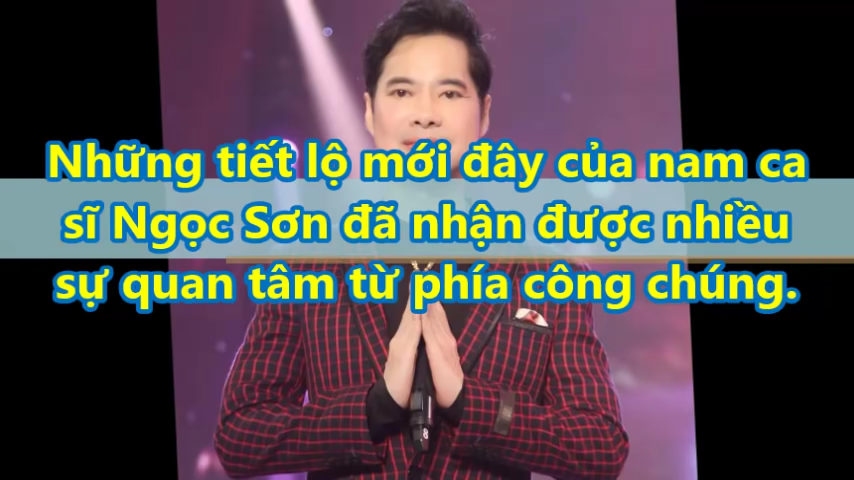 Những tiết lộ mới đây của nam ca
sĩ Ngọc Sơn đã nhận được nhiều
sự quan tâm từ phía công chúng.